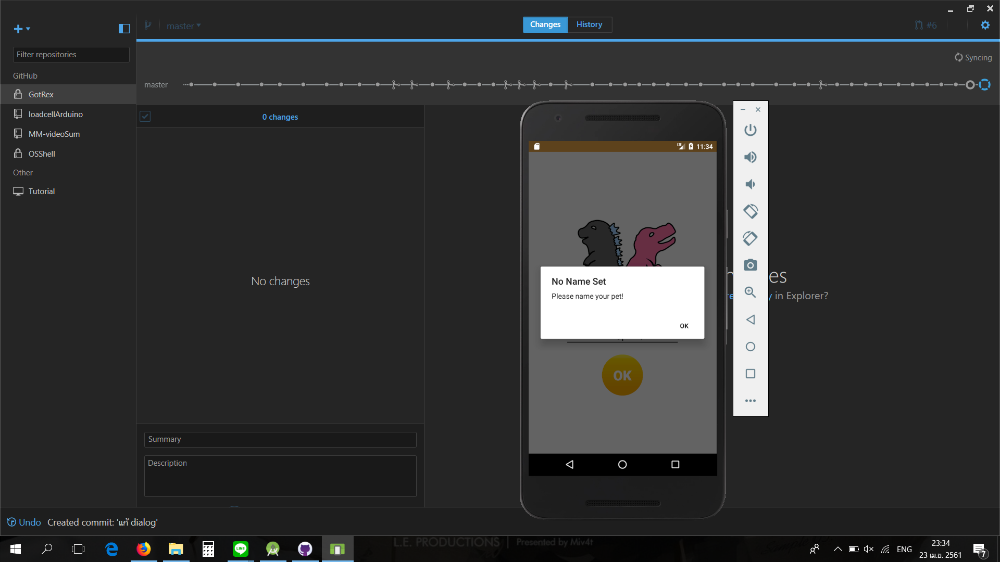 master
Changes
History
#6
Filter repositories
Syncing
GitHub
master
GotRex
0 changes
loadcellArduino
MM-videoSum
OSShell
Other
Tutorial
No changes
Summary
Description
LTE
11:34
No Name Set
Please name your pet!
OK
OK
in Explorer?
Undo
Created commit: 'แก้ dialog'
L.E. PRODUCTIONS
Presented by Miv4t
LINE
ENG
23:34
23 เม.ย. 2561
7